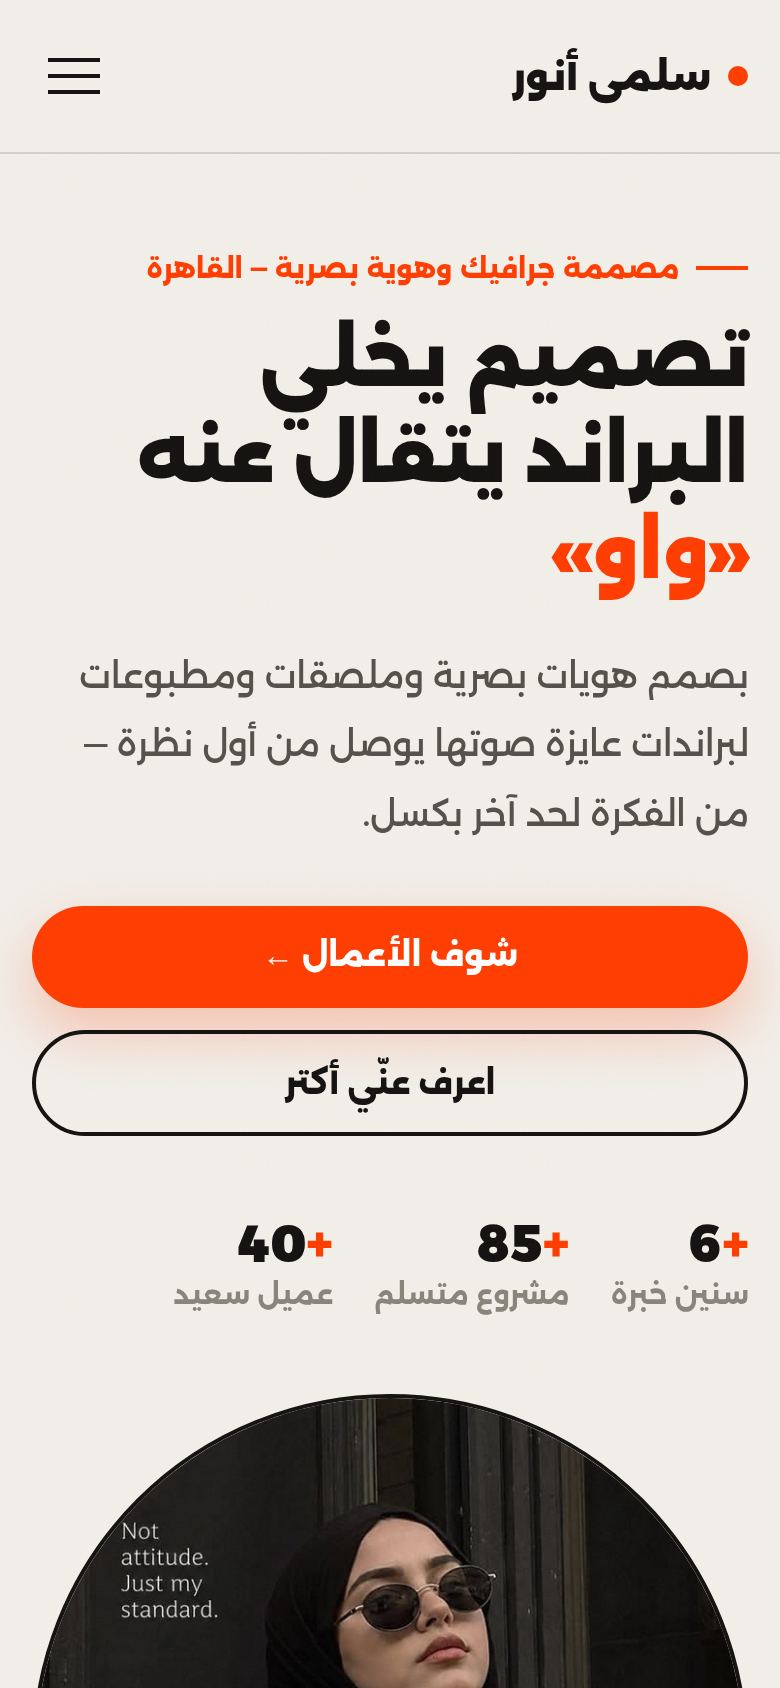 سلمى أنور
مصممة جرافيك وهوية بصرية — القاهرة
تصميم يخلي
البراند يتقال عنه
«واو»
بصمم هويات بصرية وملصقات ومطبوعات
لبراندات عايزة صوتها يوصل من أول نظرة —
من الفكرة لحد آخر بكسل.
شوف الأعمال ←
اعرف عنّي أكتر
+6
سنين خبرة
+85
مشروع متسلم
+40
عميل سعيد
Not
attitude.
Just my
standard.